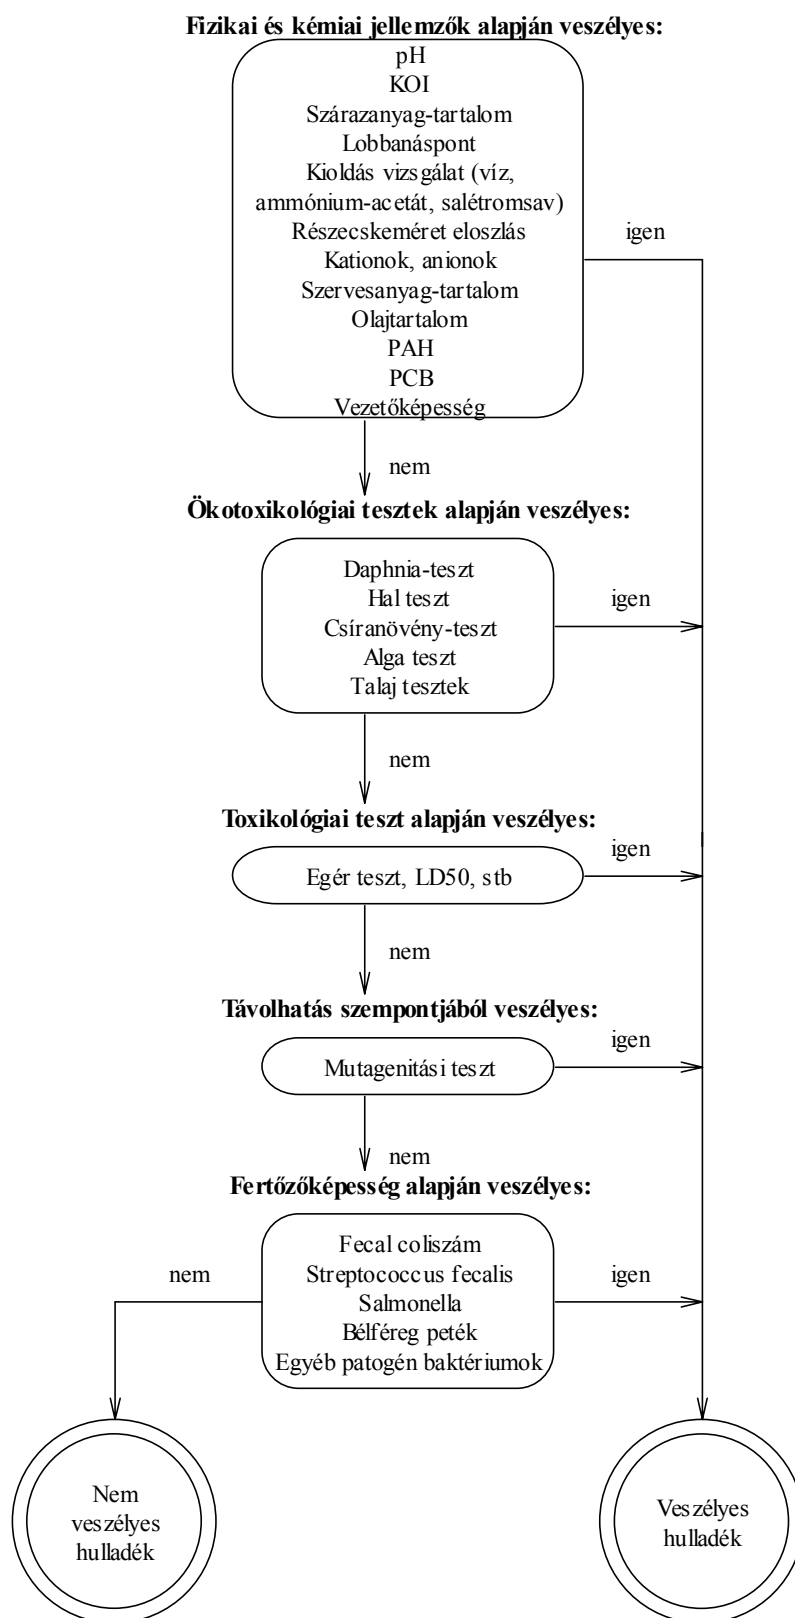 Fizikai és kémiai jellemzők alapján veszélyes:
pH
KOI
Szárazanyag-tartalom
Lobbanáspont
Kioldás vizsgálat (víz,
ammónium-acetát, salétromsav)
Részecskeméret eloszlás
Kationok, anionok
Szervesanyag-tartalom
Olajtartalom
PAH
PCB
Vezetőképesség
igen
nem
Ökotoxikológiai tesztek alapján veszélyes:
Daphnia-teszt
Hal teszt
Csíranövény-teszt
Alga teszt
Talaj tesztek
igen
nem
Toxikológiai teszt alapján veszélyes:
Egér teszt, LD50, stb
igen
nem
Távolhatás szempontjából veszélyes:
Mutagenitási teszt
igen
nem
Fertőzőképesség alapján veszélyes:
Fecal coliszám
Streptococcus fecalis
Salmonella
Bélféreg peték
Egyéb patogén baktériumok
nem
igen
Nem
veszélyes
hulladék
Veszélyes
hulladék